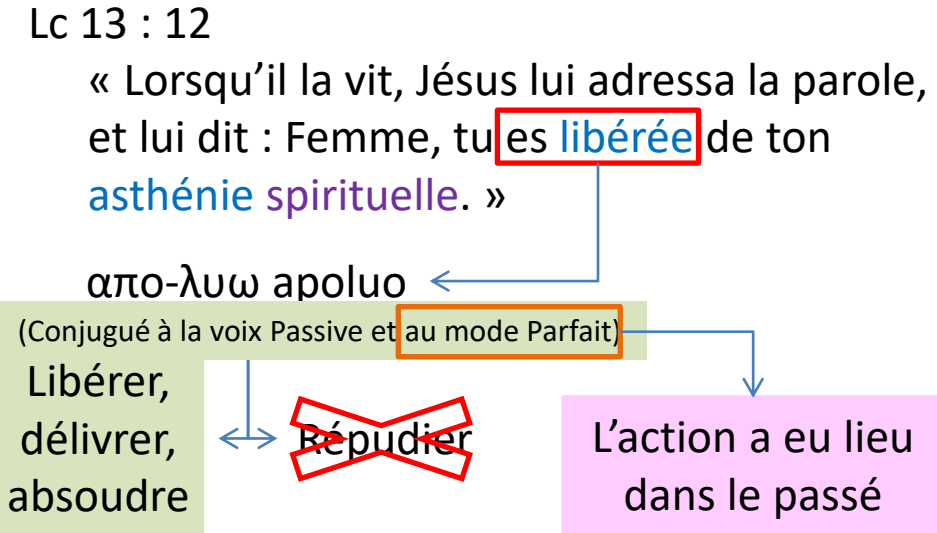 Lc 13 : 12
« Lorsqu’il la vit, Jésus lui adressa la parole,
et lui dit : Femme, tu es libérée de ton
asthénie spirituelle. »
απο-λυω apoluo
(Conjugué à la voix Passive et au mode Parfait)
Libérer,
délivrer,
absoudre
Répudier
L’action a eu lieu
dans le passé